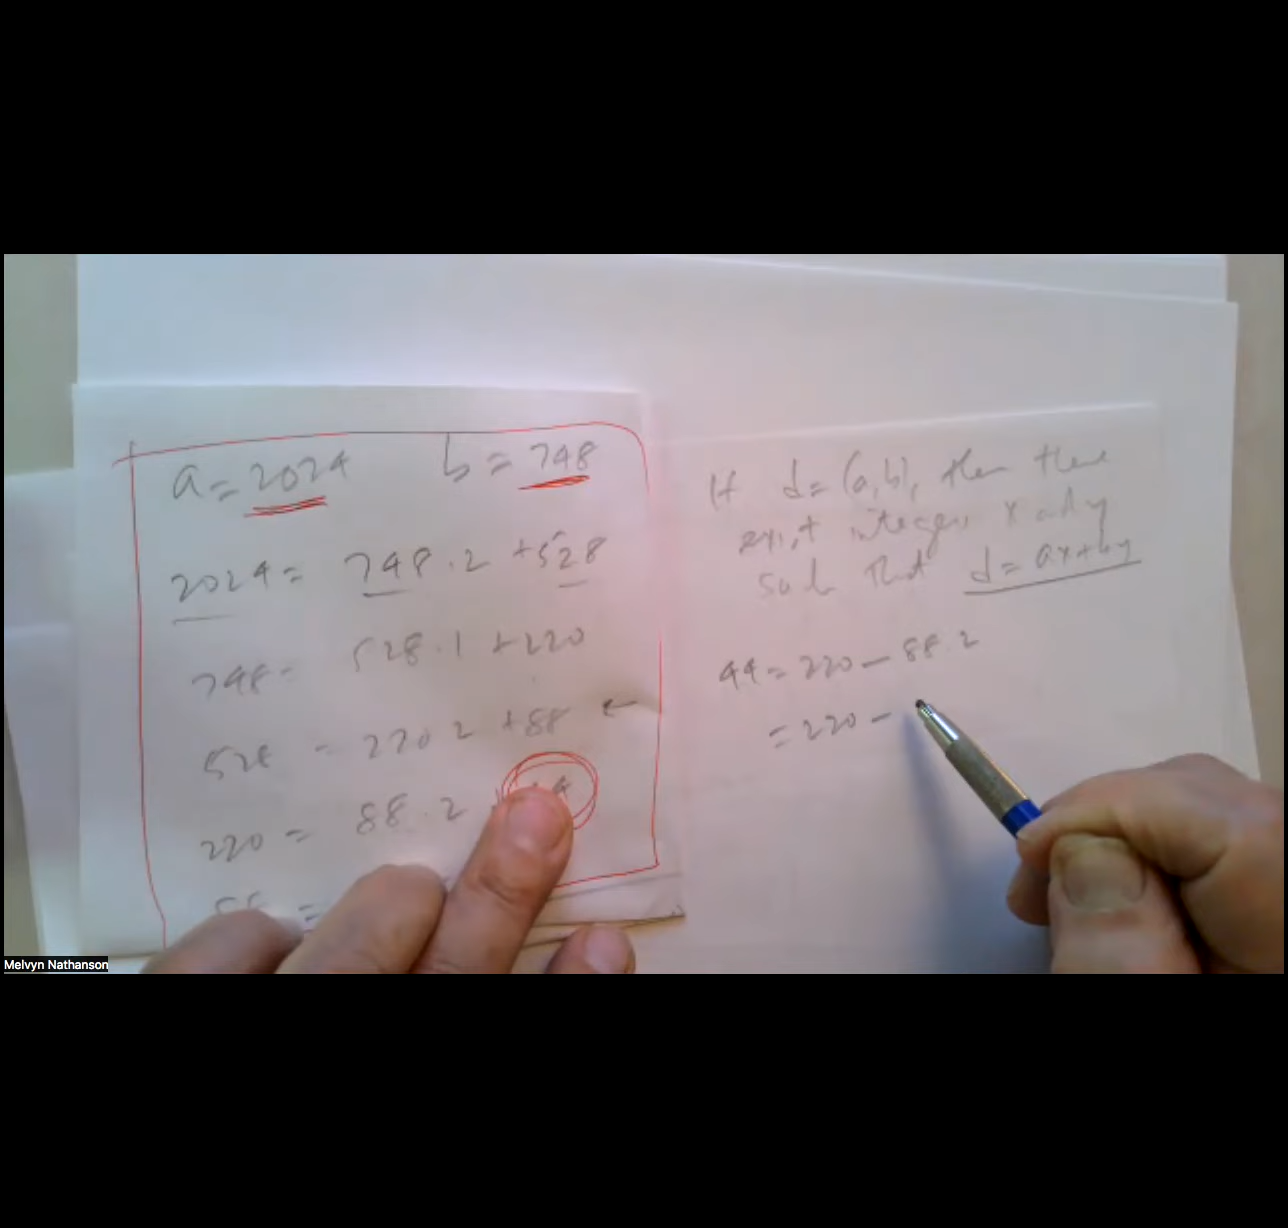 a = 2024 b = 748
2024 = 748 . 2 + 528
748 = 528 . 1 + 220
528 = 220 2 + 88 ←
220 = 88 . 2
88 =
If d = (a, b), then there
exist integers x and y
such that d = ax + by
44 = 220 - 88 . 2
= 220 -
Melvyn Nathanson